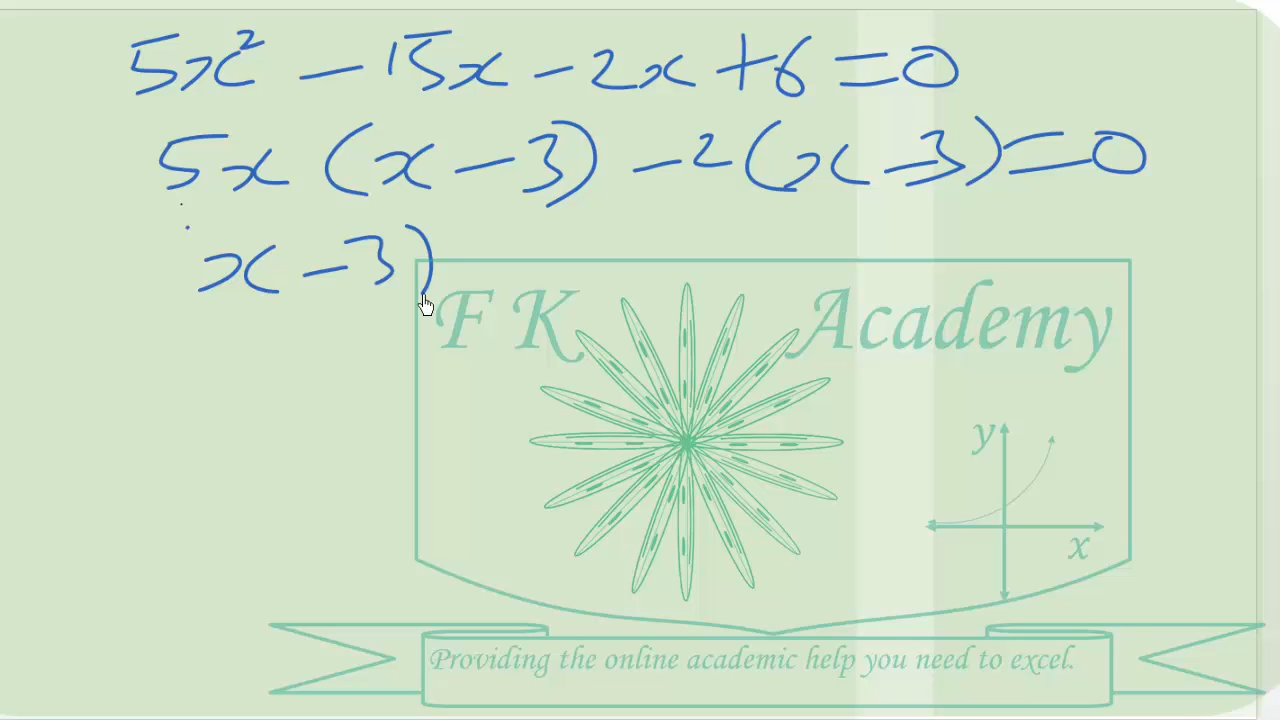 5x² - 15x - 2x + 6 = 0
5x (x - 3) - 2 (x - 3) = 0
x - 3)
F K Academy
y
x
Providing the online academic help you need to excel.